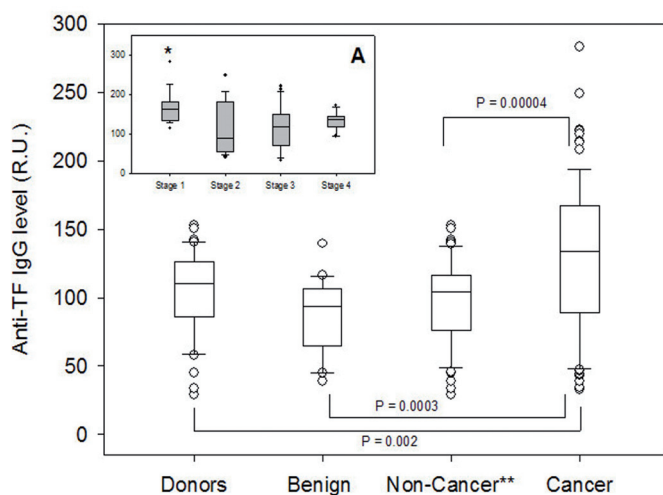 300
250
200
150
100
50
0
Anti-TF IgG level (R.U.)
A
300
200
100
0
*
Stage 1 Stage 2 Stage 3 Stage 4
P = 0.00004
P = 0.0003
P = 0.002
Donors Benign Non-Cancer** Cancer